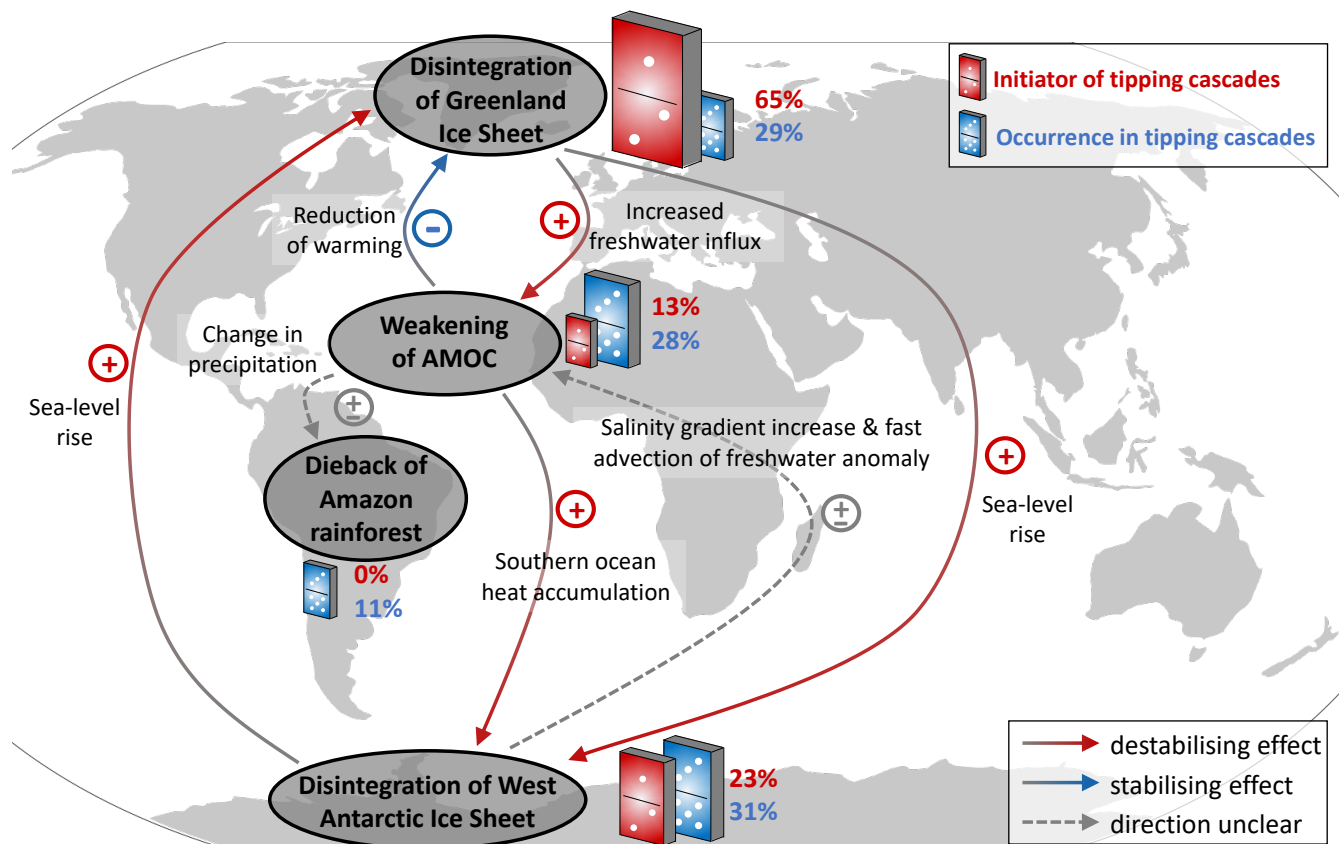 Disintegration
of Greenland
Ice Sheet
65%
29%
Initiator of tipping cascades
Occurrence in tipping cascades
Reduction
of warming
−
+
Increased
freshwater influx
Weakening
of AMOC
13%
28%
Change in
precipitation
±
+
Sea-level
rise
Dieback of
Amazon
rainforest
0%
11%
Salinity gradient increase & fast
advection of freshwater anomaly
±
+
Southern ocean
heat accumulation
+
Sea-level
rise
Disintegration of West
Antarctic Ice Sheet
23%
31%
destabilising effect
stabilising effect
direction unclear